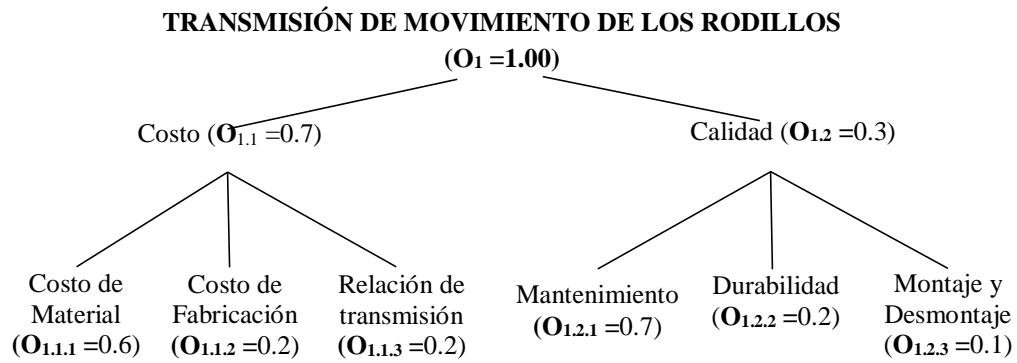 TRANSMISIÓN DE MOVIMIENTO DE LOS RODILLOS
(O1 =1.00)
Costo (O1.1 =0.7)
Calidad (O1.2 =0.3)
Costo de
Material
(O1.1.1 =0.6)
Costo de
Fabricación
(O1.1.2 =0.2)
Relación de
transmisión
(O1.1.3 =0.2)
Mantenimiento
(O1.2.1 =0.7)
Durabilidad
(O1.2.2 =0.2)
Montaje y
Desmontaje
(O1.2.3 =0.1)